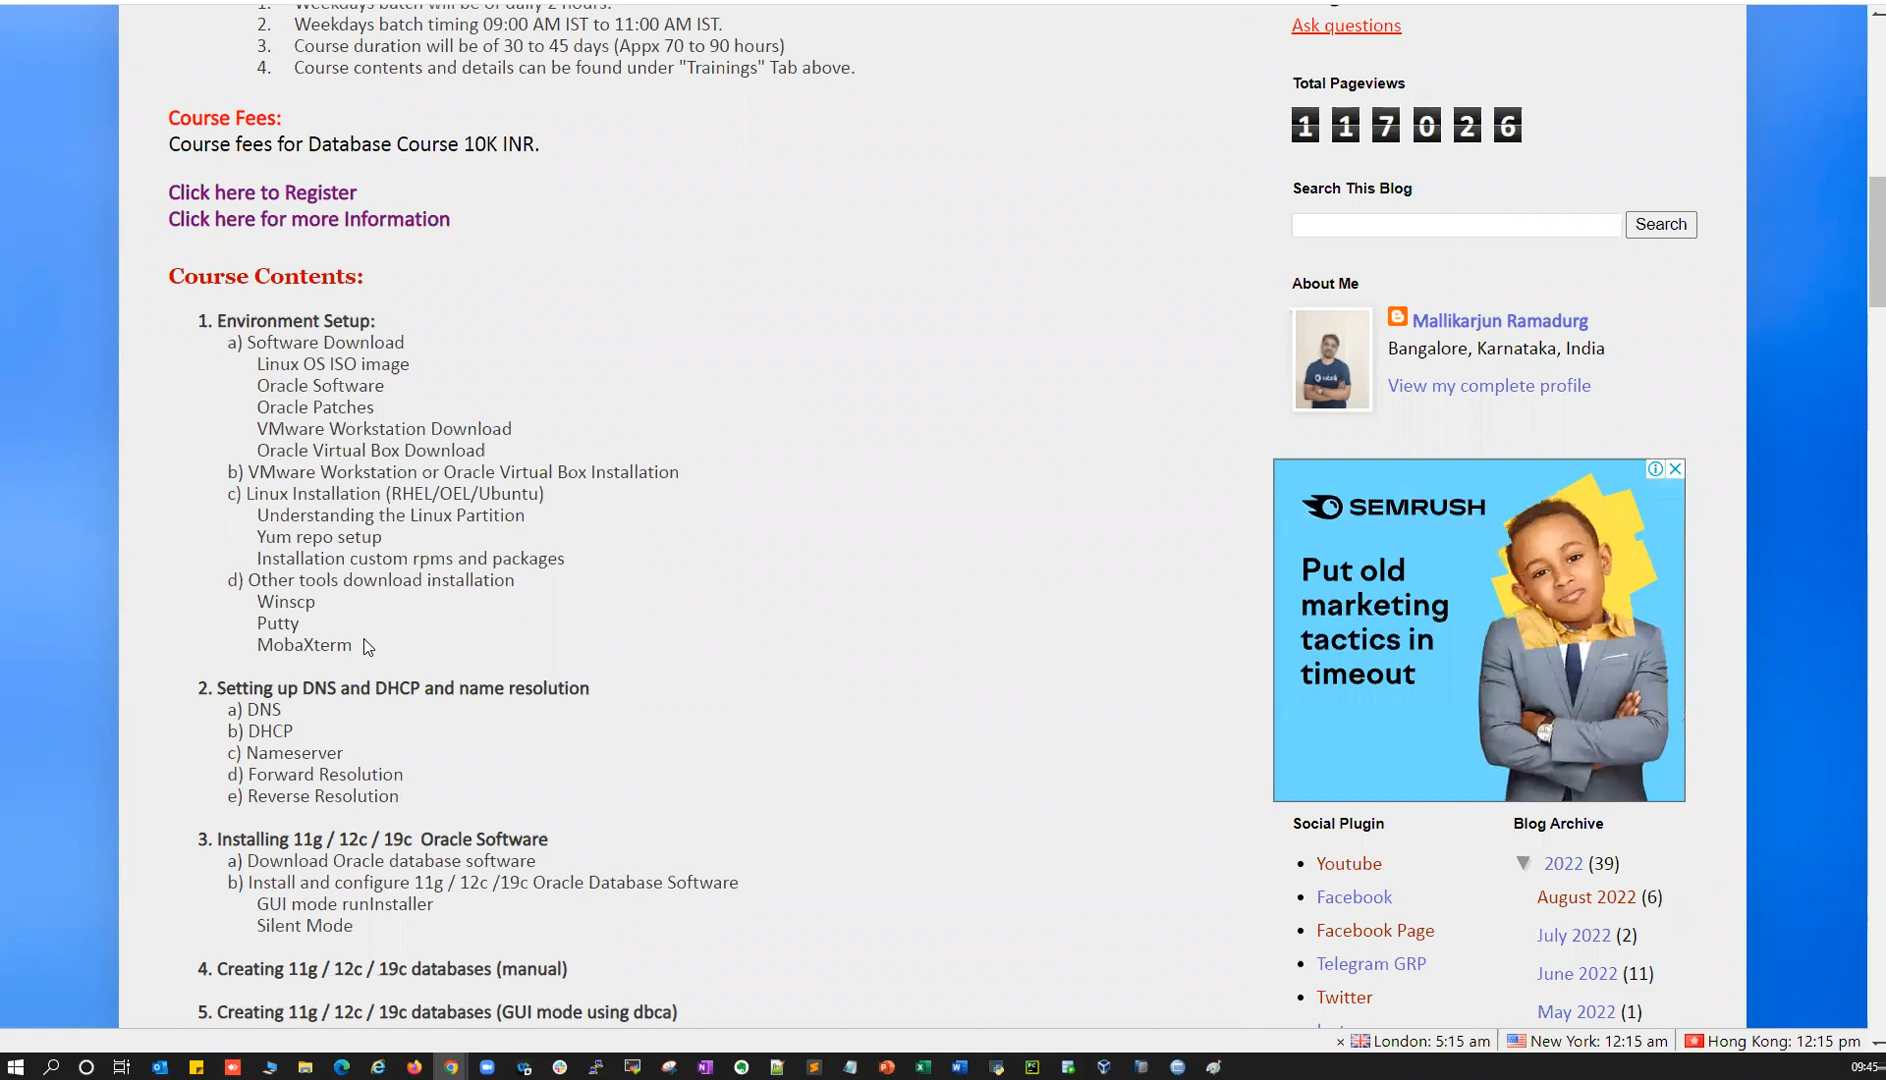 1. Weekdays batch will be of daily 2 hours.
2. Weekdays batch timing 09:00 AM IST to 11:00 AM IST.
3. Course duration will be of 30 to 45 days (Appx 70 to 90 hours)
4. Course contents and details can be found under "Trainings" Tab above.
Course Fees:
Course fees for Database Course 10K INR.
Click here to Register
Click here for more Information
Course Contents:
1. Environment Setup:
a) Software Download
Linux OS ISO image
Oracle Software
Oracle Patches
VMware Workstation Download
Oracle Virtual Box Download
b) VMware Workstation or Oracle Virtual Box Installation
c) Linux Installation (RHEL/OEL/Ubuntu)
Understanding the Linux Partition
Yum repo setup
Installation custom rpms and packages
d) Other tools download installation
Winscp
Putty
MobaXterm
2. Setting up DNS and DHCP and name resolution
a) DNS
b) DHCP
c) Nameserver
d) Forward Resolution
e) Reverse Resolution
3. Installing 11g / 12c / 19c Oracle Software
a) Download Oracle database software
b) Install and configure 11g / 12c /19c Oracle Database Software
GUI mode runInstaller
Silent Mode
4. Creating 11g / 12c / 19c databases (manual)
5. Creating 11g / 12c / 19c databases (GUI mode using dbca)
Ask questions
Total Pageviews
117026
Search This Blog
Search
About Me
Mallikarjun Ramadurg
Bangalore, Karnataka, India
View my complete profile
SEMRUSH
Put old
marketing
tactics in
timeout
Social Plugin
Youtube
Facebook
Facebook Page
Telegram GRP
Twitter
Blog Archive
2022 (39)
August 2022 (6)
July 2022 (2)
June 2022 (11)
May 2022 (1)
London: 5:15 am
New York: 12:15 am
Hong Kong: 12:15 pm
09:45